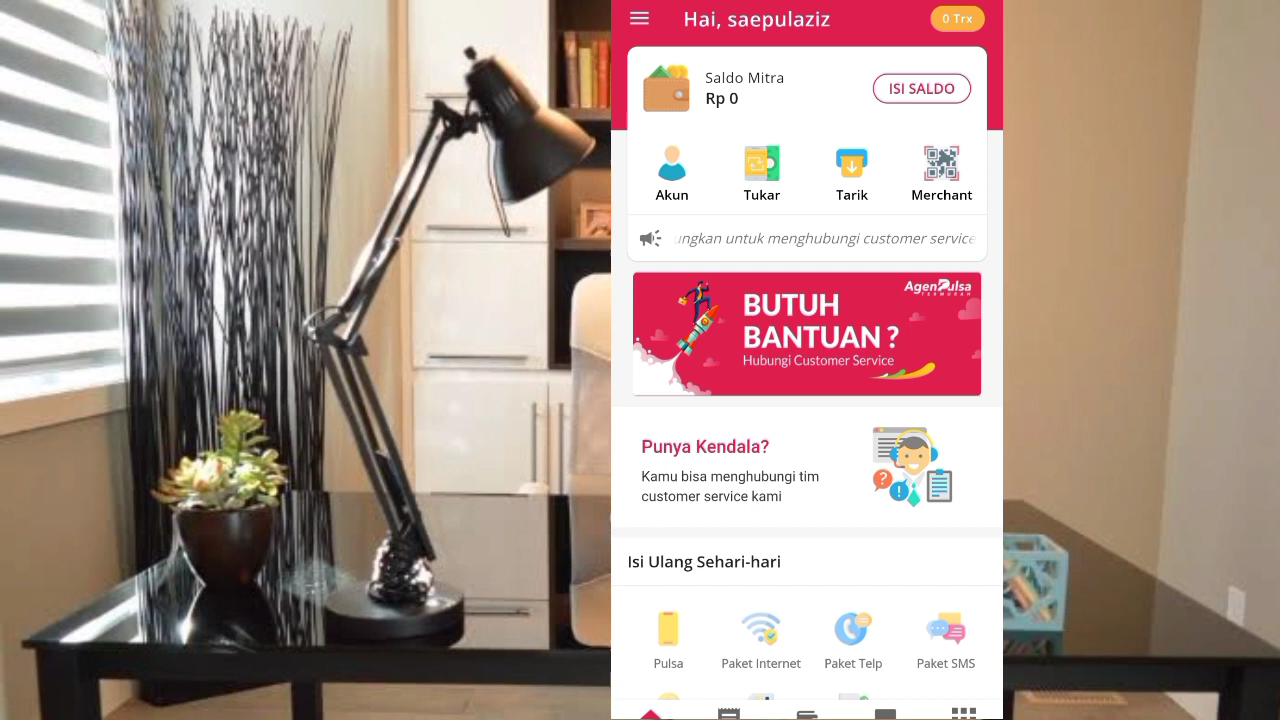 Hai, saepulaziz
0 Trx
Saldo Mitra
Rp 0
ISI SALDO
Akun
Tukar
Tarik
Merchant
ungkan untuk menghubungi customer service
AgenPulsa
TERMURAH
BUTUH
BANTUAN ?
Hubungi Customer Service
Punya Kendala?
Kamu bisa menghubungi tim
customer service kami
Isi Ulang Sehari-hari
Pulsa
Paket Internet
Paket Telp
Paket SMS